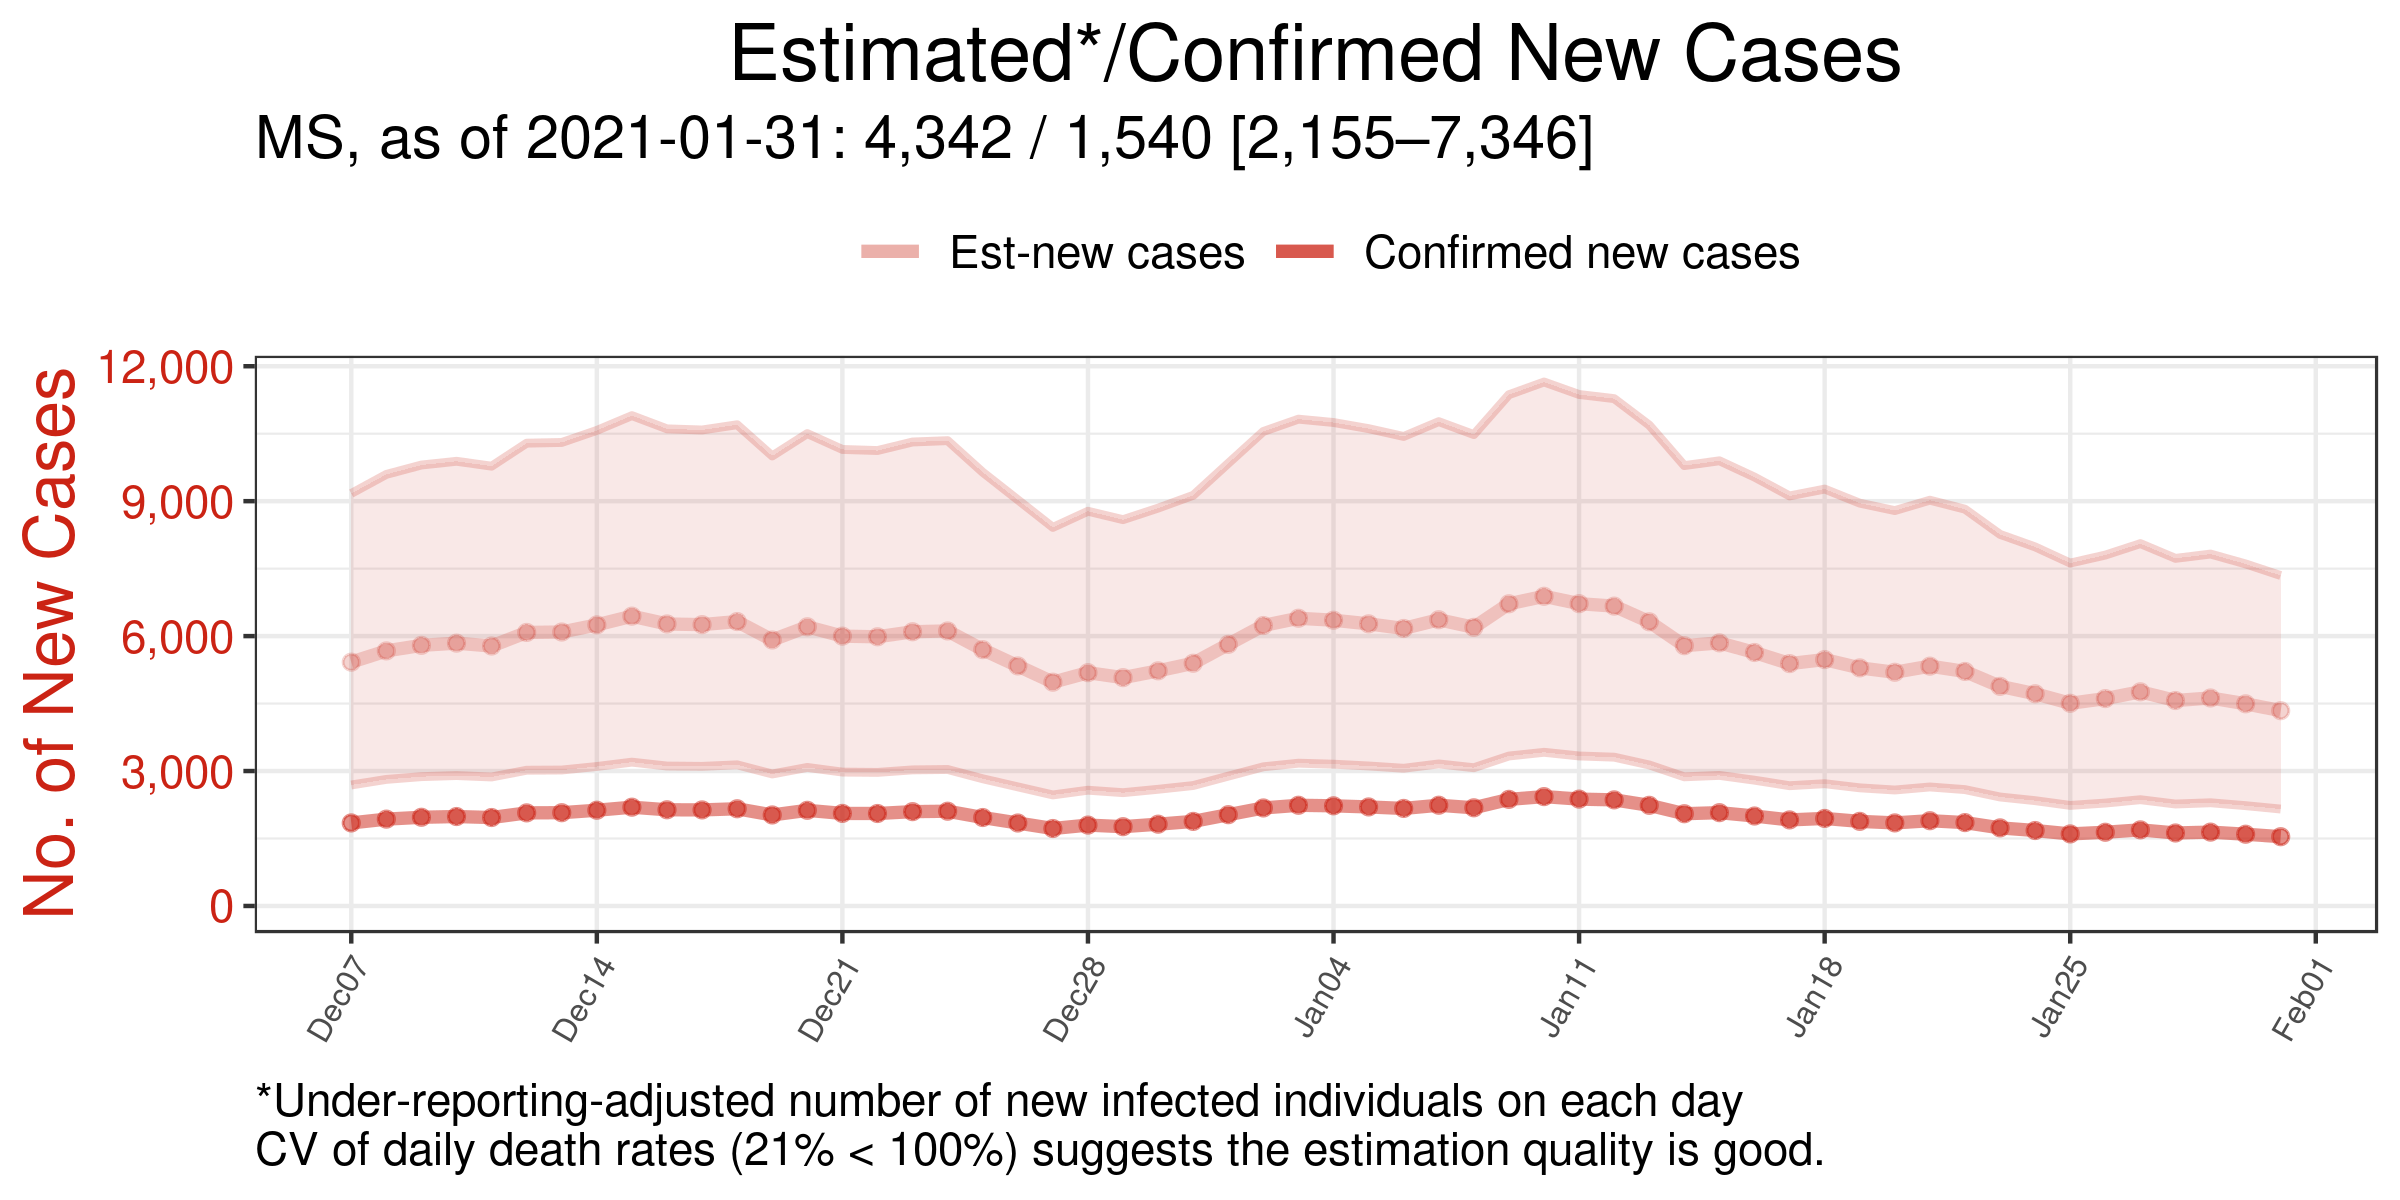 Estimated*/Confirmed New Cases
MS, as of 2021-01-31: 4,342 / 1,540 [2,155–7,346]
Est-new cases
Confirmed new cases
No. of New Cases
12,000
9,000
6,000
3,000
0
Dec07
Dec14
Dec21
Dec28
Jan04
Jan11
Jan18
Jan25
Feb01
*Under-reporting-adjusted number of new infected individuals on each day
CV of daily death rates (21% < 100%) suggests the estimation quality is good.